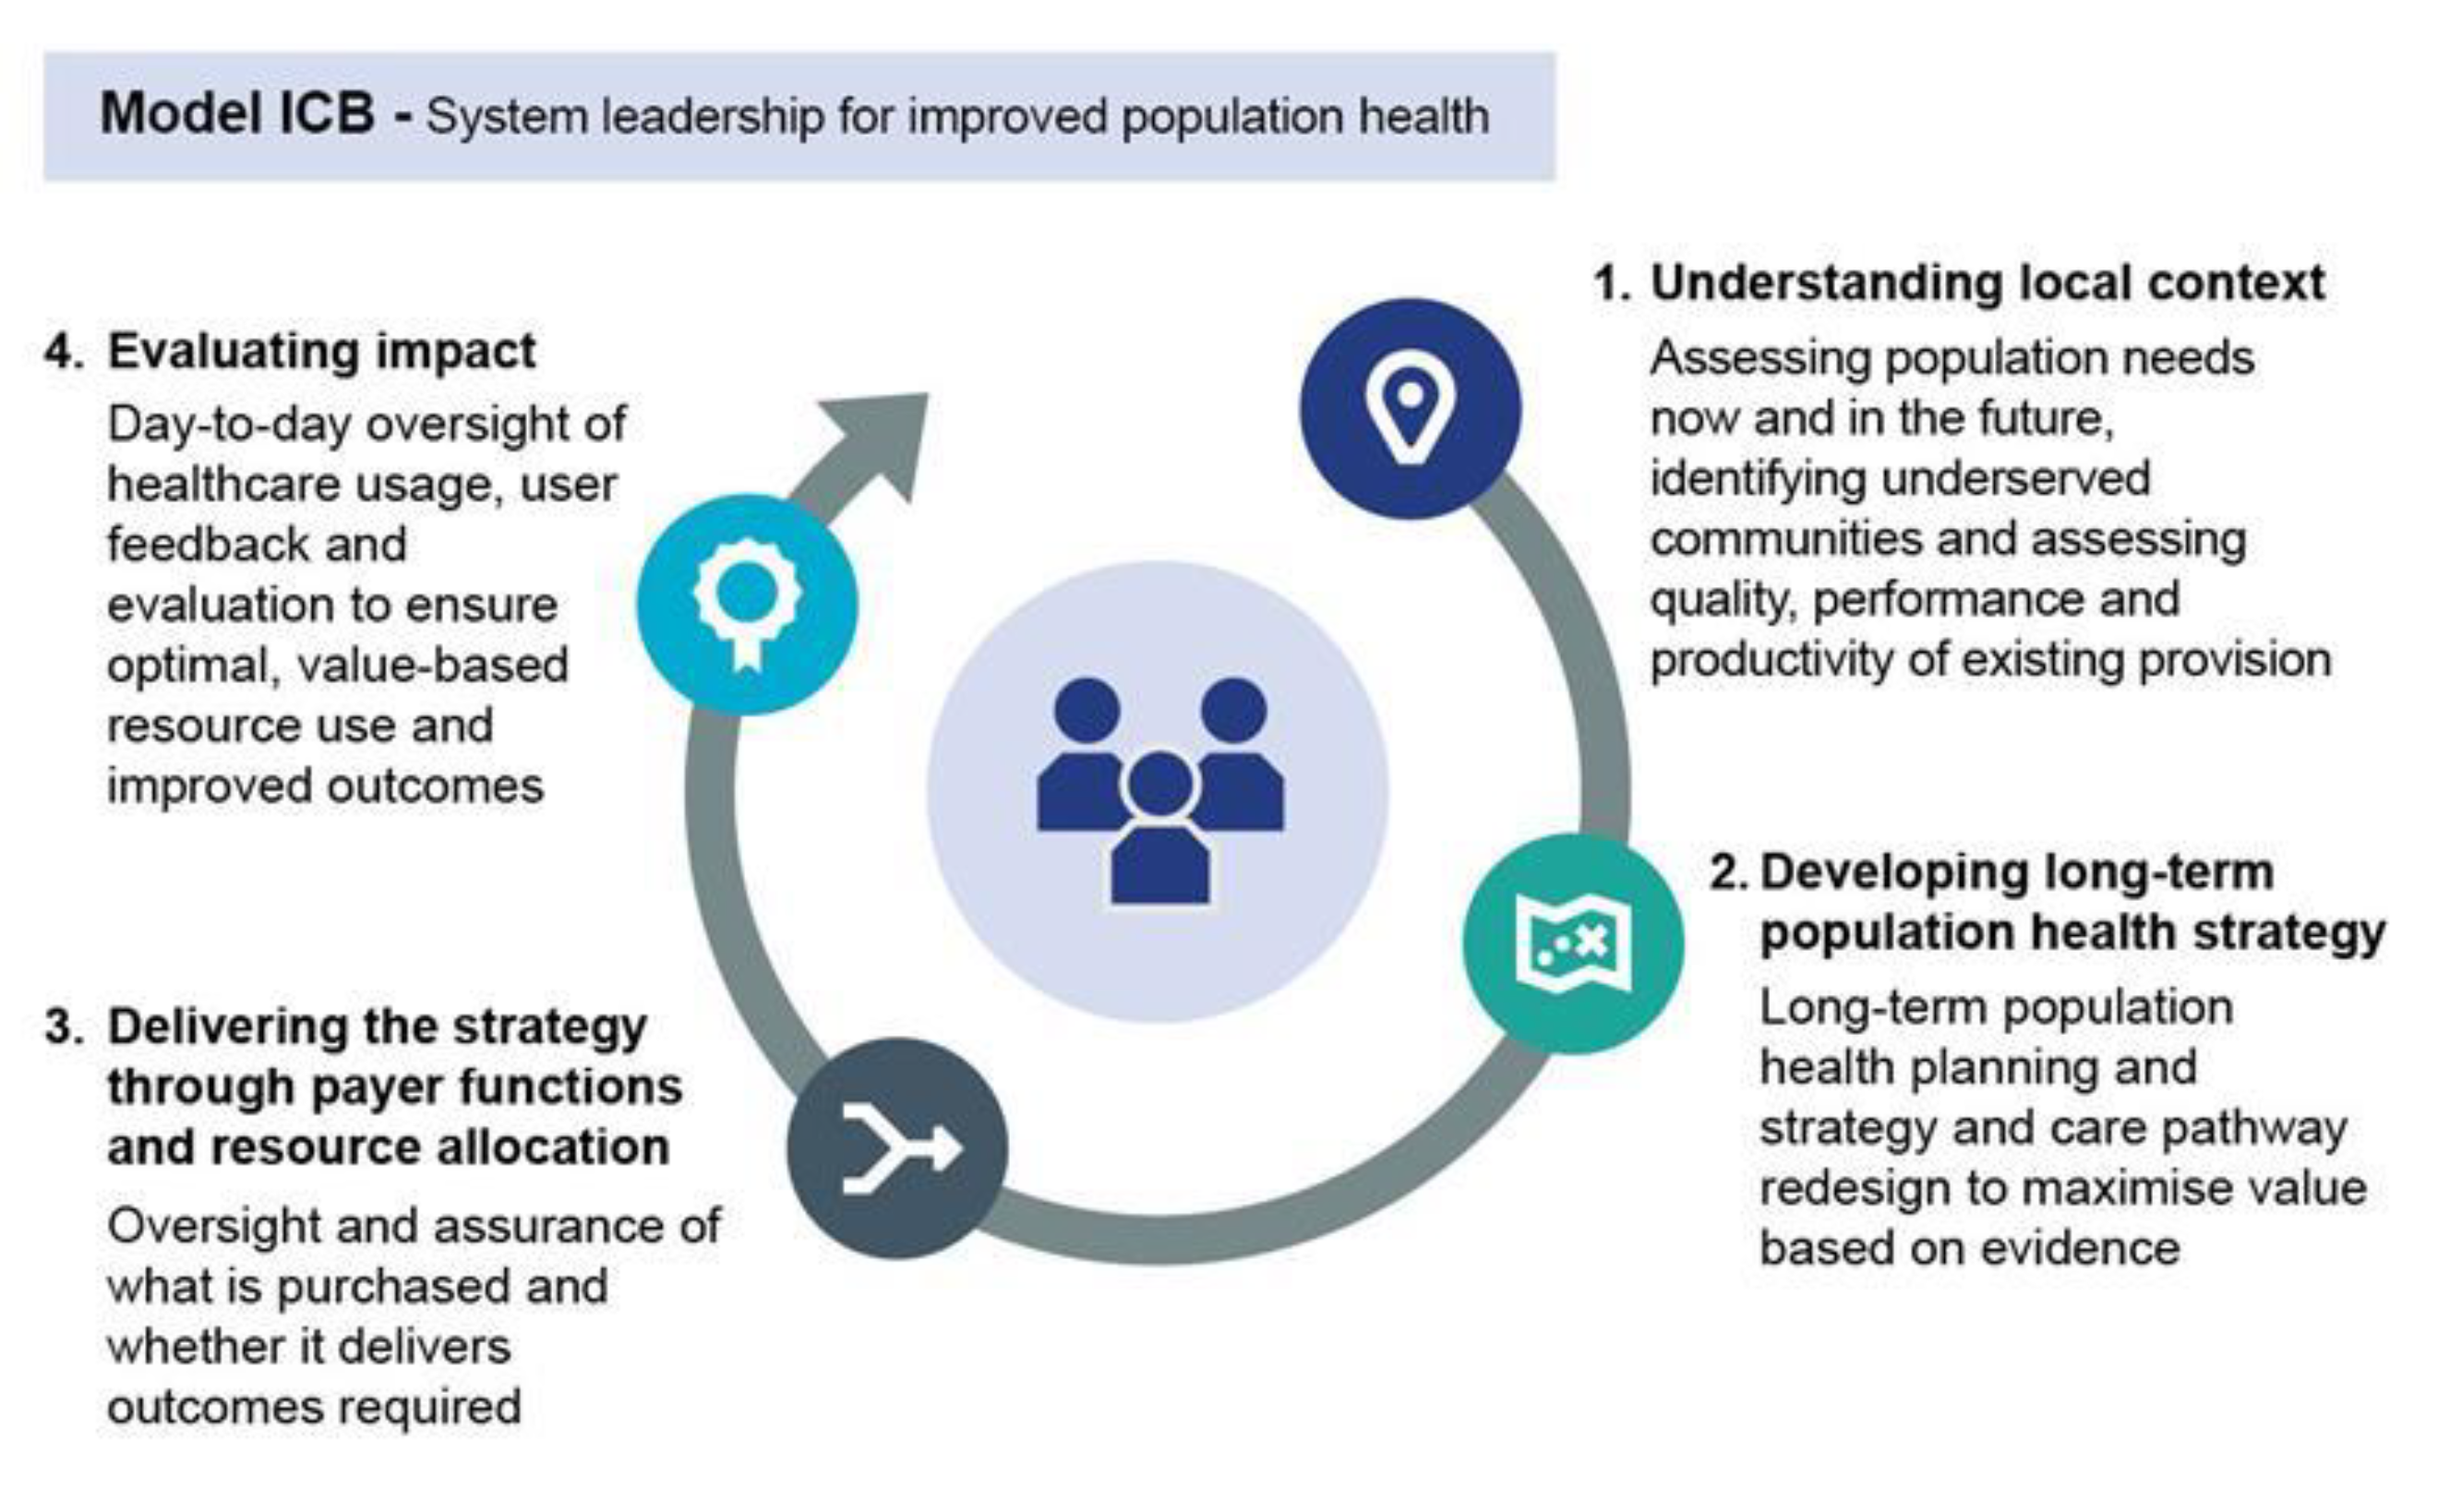 Model ICB - System leadership for improved population health
1. Understanding local context
Assessing population needs
now and in the future,
identifying underserved
communities and assessing
quality, performance and
productivity of existing provision
2. Developing long-term
population health strategy
Long-term population
health planning and
strategy and care pathway
redesign to maximise value
based on evidence
3. Delivering the strategy
through payer functions
and resource allocation
Oversight and assurance of
what is purchased and
whether it delivers
outcomes required
4. Evaluating impact
Day-to-day oversight of
healthcare usage, user
feedback and
evaluation to ensure
optimal, value-based
resource use and
improved outcomes